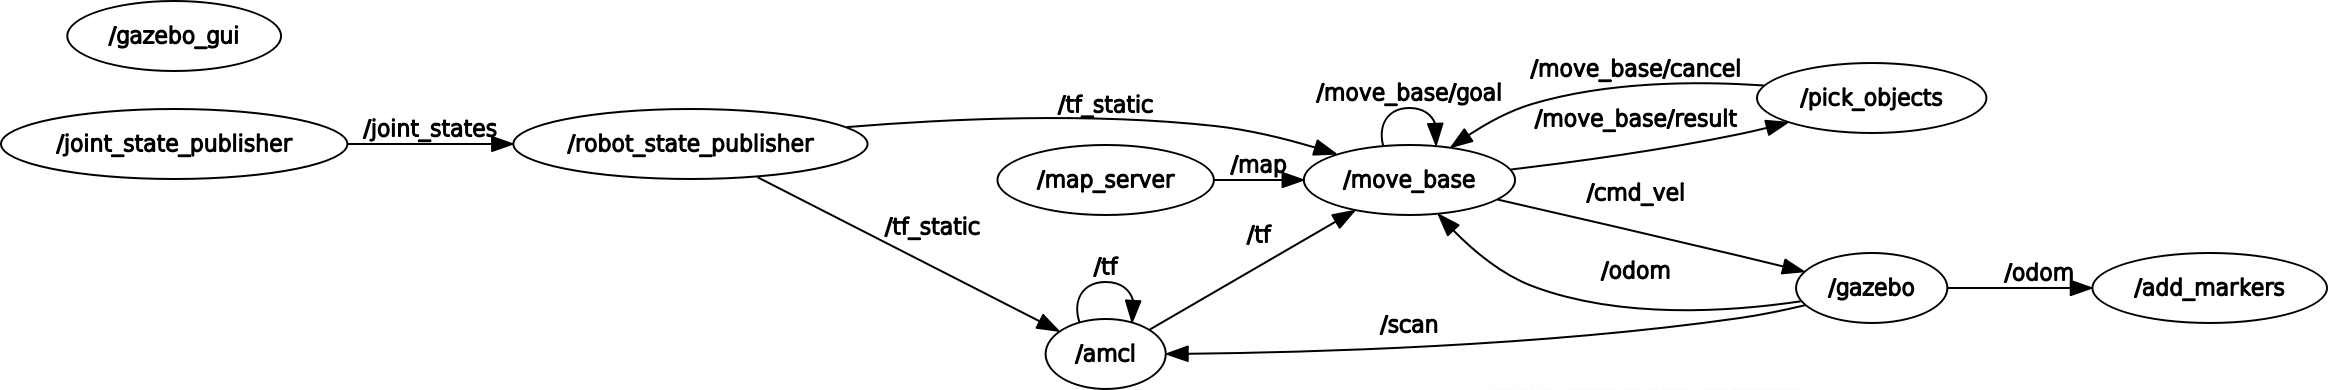 /gazebo_gui
/joint_state_publisher
/joint_states
/robot_state_publisher
/tf_static
/tf_static
/map_server
/map
/move_base/goal
/move_base
/move_base/cancel
/move_base/result
/pick_objects
/cmd_vel
/tf
/tf
/amcl
/odom
/scan
/gazebo
/odom
/add_markers